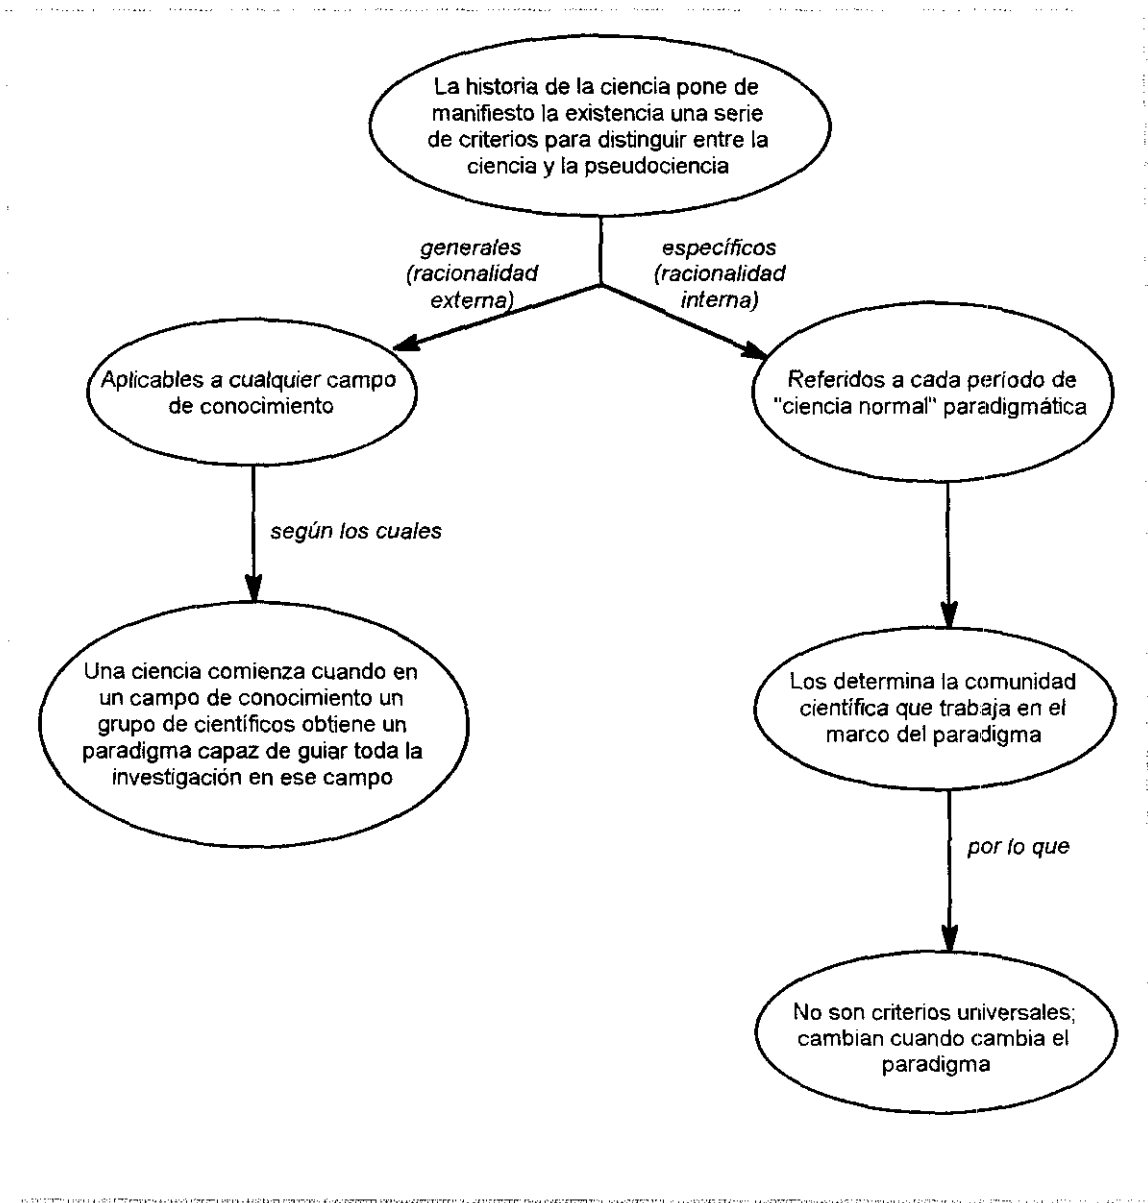 La historia de la ciencia pone de
manifiesto la existencia una serie
de criterios para distinguir entre la
ciencia y la pseudociencia
generales
(racionalidad
externa)
específicos
(racionalidad
interna)
Aplicables a cualquier campo
de conocimiento
Referidos a cada período de
"ciencia normal" paradigmática
según los cuales
Una ciencia comienza cuando en
un campo de conocimiento un
grupo de científicos obtiene un
paradigma capaz de guiar toda la
investigación en ese campo
Los determina la comunidad
científica que trabaja en el
marco del paradigma
por lo que
No son criterios universales;
cambian cuando cambia el
paradigma